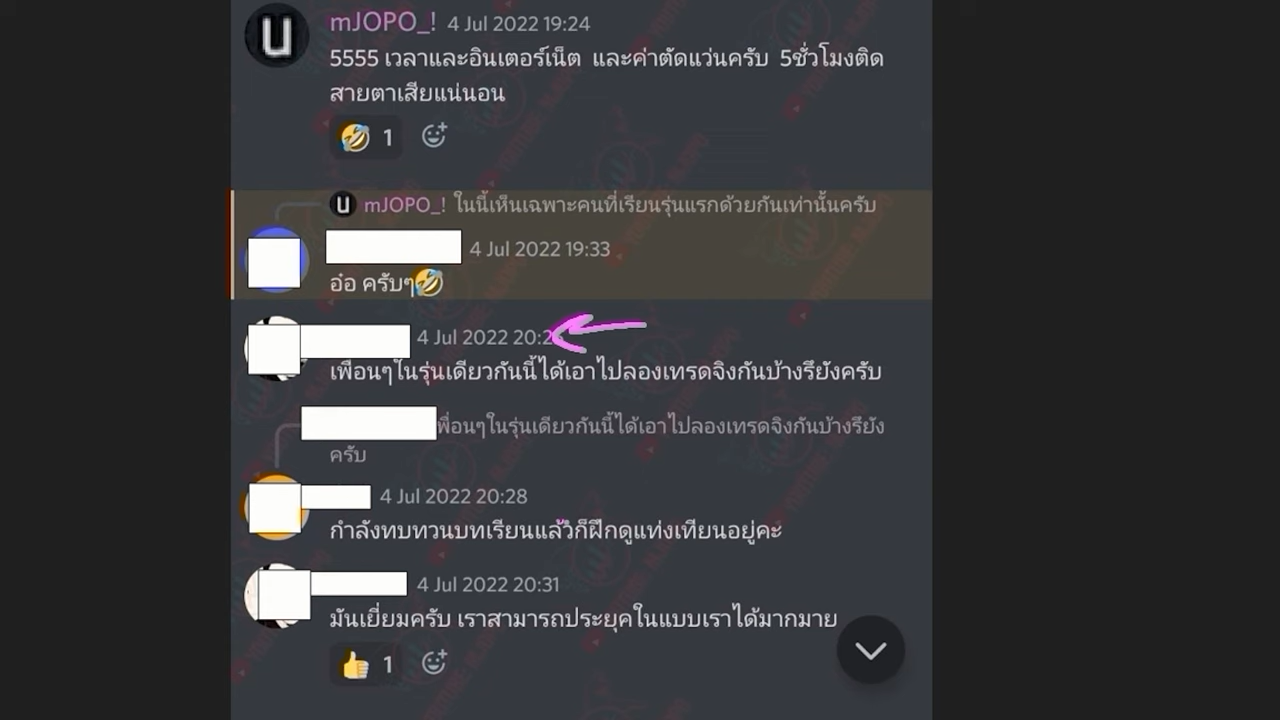 mJOPO_! 4 Jul 2022 19:24
5555 เวลาและอินเตอร์เน็ต และค่าตัดแว่นครับ 5ชั่วโมงติด
สายตาเสียแน่นอน
🤣 1
U mJOPO_! ในนี้เห็นเฉพาะคนที่เรียนรุ่นแรกด้วยกันเท่านั้นครับ
4 Jul 2022 19:33
อ๋อ ครับๆ🤣
4 Jul 2022
เพื่อนๆในรุ่นเดียวกันนี้ได้เอาไปลองเทรดจิงกันบ้างรึยังครับ
พื่อนๆในรุ่นเดียวกันนี้ได้เอาไปลองเทรดจิงกันบ้างรึยัง
ครับ
4 Jul 2022 20:28
กำลังทบทวนบทเรียนแล้วก็ฝึกดูแท่งเทียนอยู่คะ
4 Jul 2022 20:31
มันเยี่ยมครับ เราสามารถประยุคในแบบเราได้มากมาย
👍 1